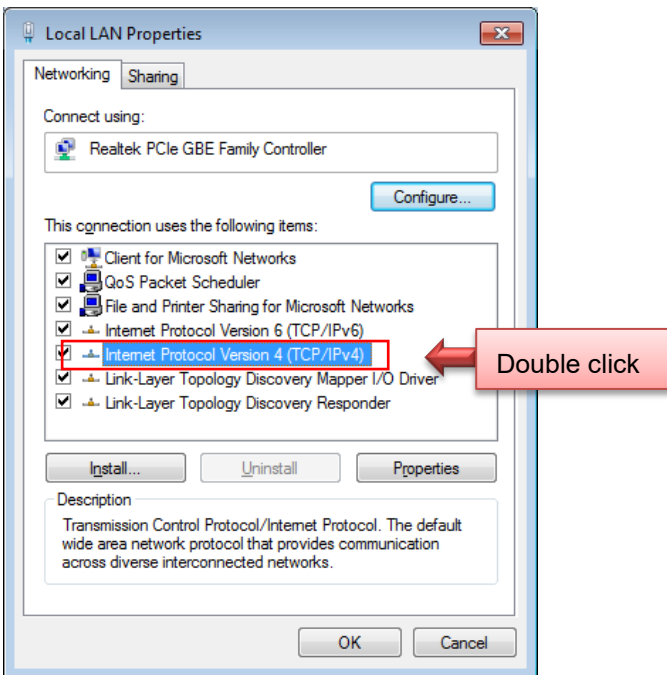 Local LAN Properties
Networking
Sharing
Connect using:
Realtek PCIe GBE Family Controller
Configure...
This connection uses the following items:
Client for Microsoft Networks
QoS Packet Scheduler
File and Printer Sharing for Microsoft Networks
Internet Protocol Version 6 (TCP/IPv6)
Internet Protocol Version 4 (TCP/IPv4)
Double click
Link-Layer Topology Discovery Mapper I/O Driver
Link-Layer Topology Discovery Responder
Install...
Uninstall
Properties
Description
Transmission Control Protocol/Internet Protocol. The default
wide area network protocol that provides communication
across diverse interconnected networks.
OK
Cancel